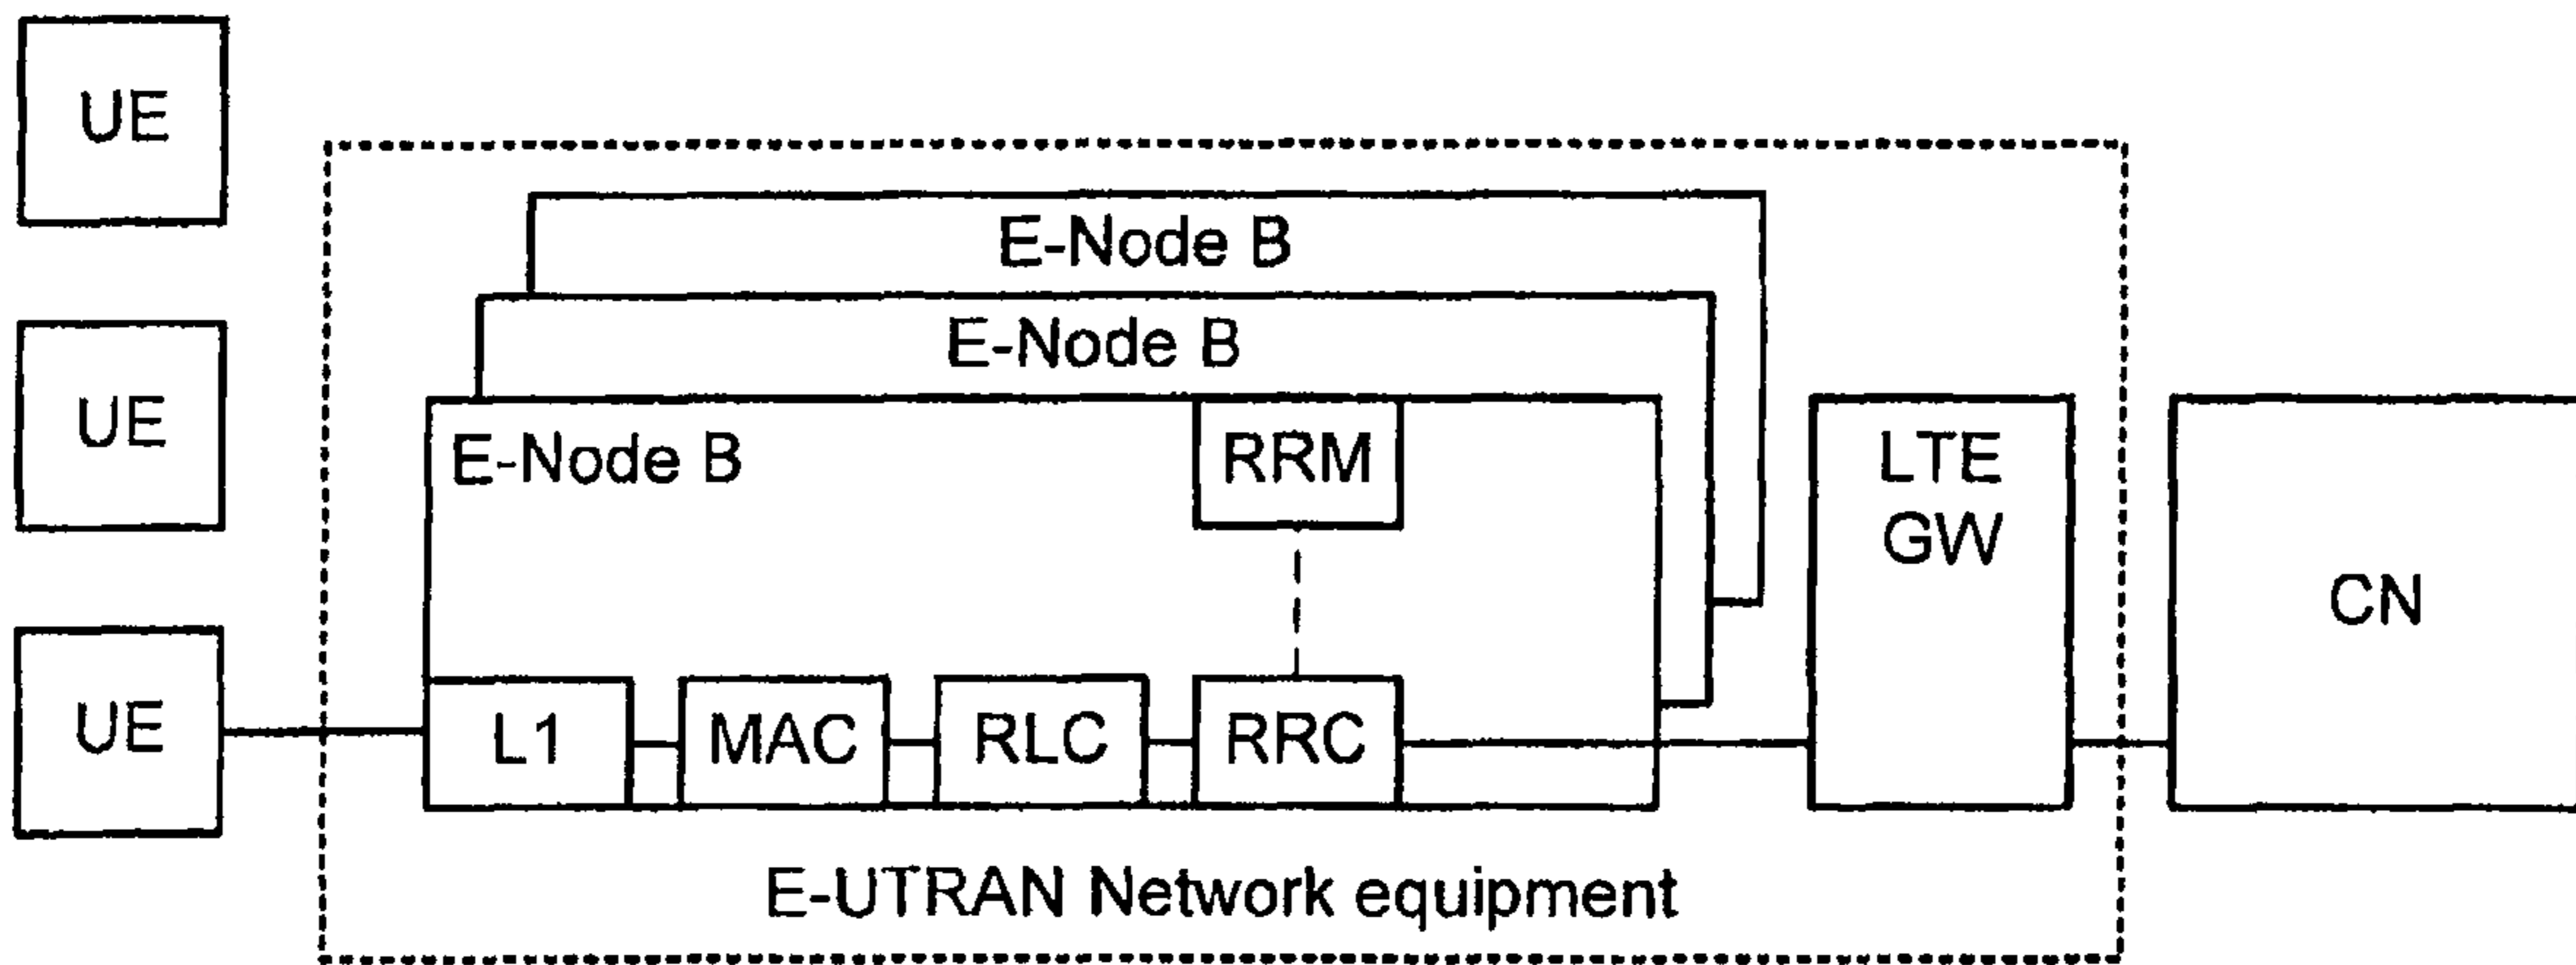 UE
E-Node B
E-Node B
UE
E-Node B
RRM
LTE
GW
CN
UE
L1
MAC
RLC
RRC
E-UTRAN Network equipment